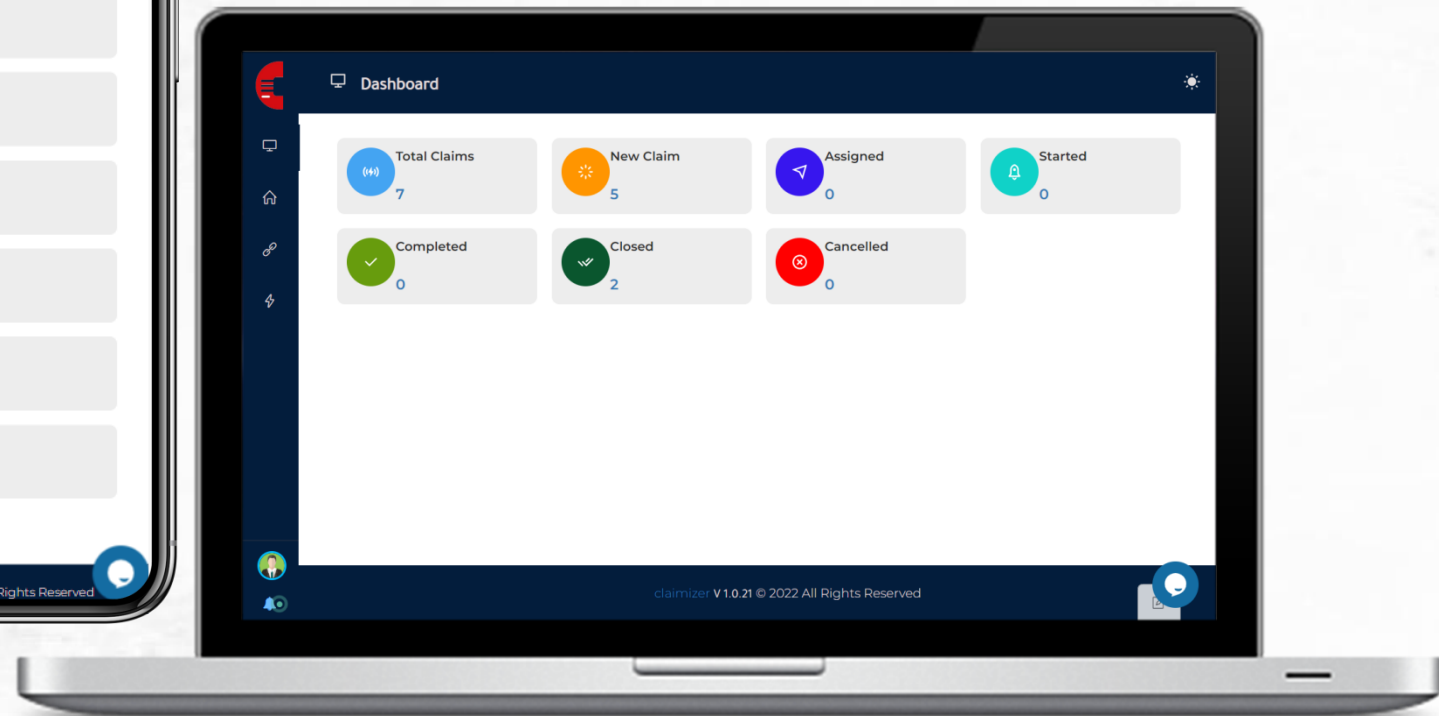 Dashboard
Total Claims
7
New Claim
5
Assigned
0
Started
0
Completed
0
Closed
2
Cancelled
0
Rights Reserved
claimizer V 1.0.21 © 2022 All Rights Reserved